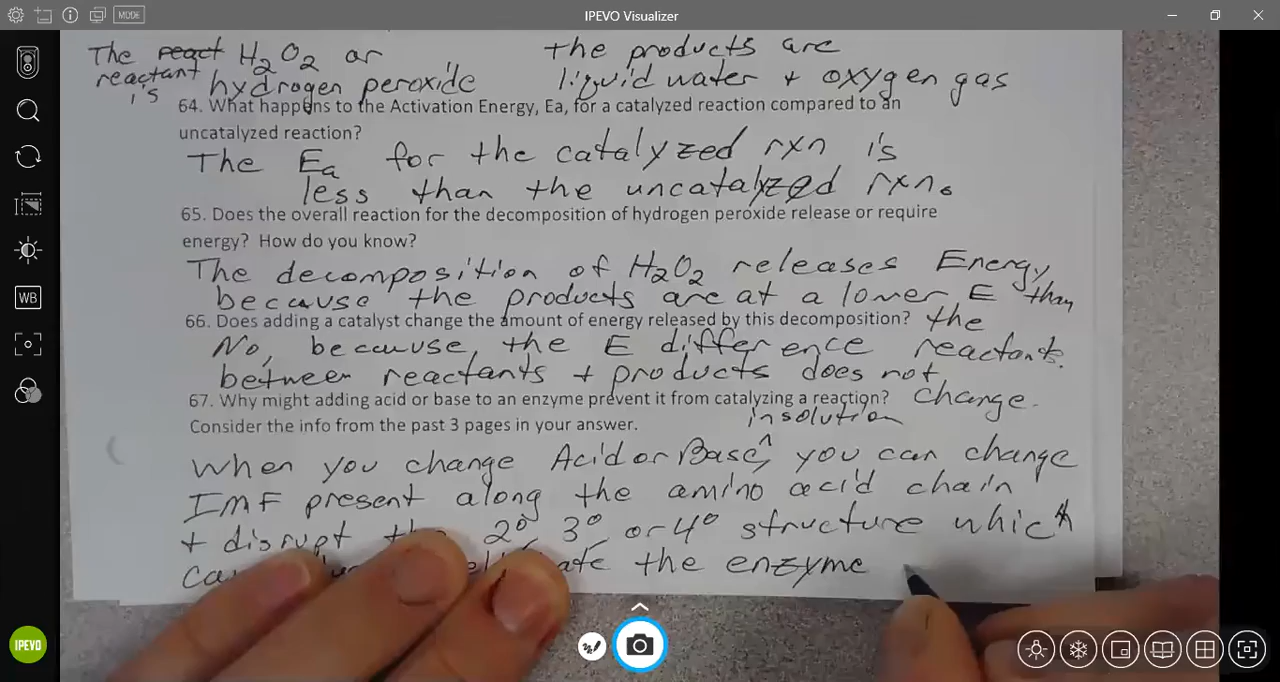 MODE
IPEVO Visualizer
The react H₂O₂ or the products are
reactant hydrogen peroxide liquid water + oxygen gas
is
64. What happens to the Activation Energy, Ea, for a catalyzed reaction compared to an
uncatalyzed reaction?
The Ea for the catalyzed rxn is
less than the uncatalyzed rxn.
65. Does the overall reaction for the decomposition of hydrogen peroxide release or require
energy? How do you know?
The decomposition of H₂O₂ releases Energy,
because the products are at a lower E than
66. Does adding a catalyst change the amount of energy released by this decomposition? the
No, because, the E difference reactants.
between reactants + products does not
67. Why might adding acid or base to an enzyme prevent it from catalyzing a reaction? change.
Consider the info from the past 3 pages in your answer. in solution
When you change Acid or Base, ^ you can change
IMF present along the amino acid chain
+ disrupt the 2°, 3°, or 4° structure which
the enzyme
WB
IPEVO